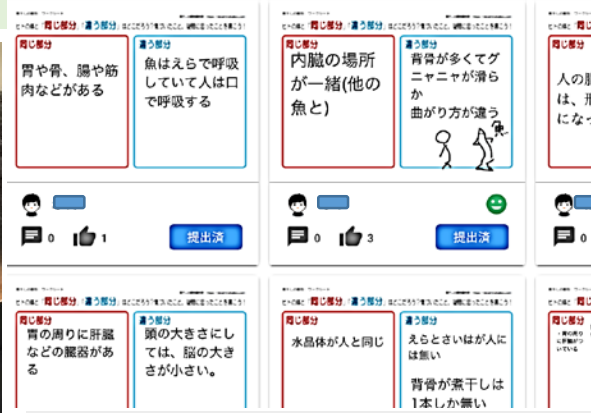 同じ部分
胃や骨、腸や筋
肉などがある
違う部分
魚はえらで呼吸
していて人は口
で呼吸する
0
1
提出済
同じ部分
内臓の場所
が一緒(他の
魚と)
違う部分
背骨が多くてグ
ニャニャが滑ら
か
曲がり方が違う
魚
0
3
提出済
人の
は、
にな
0
同じ部分
胃の周りに肝臓
などの臓器があ
る
違う部分
頭の大きさにし
ては、脳の大き
さが小さい。
同じ部分
水晶体が人と同じ
違う部分
えらとさいはが人に
は無い
背骨が煮干しは
1本しか無い
同じ部分